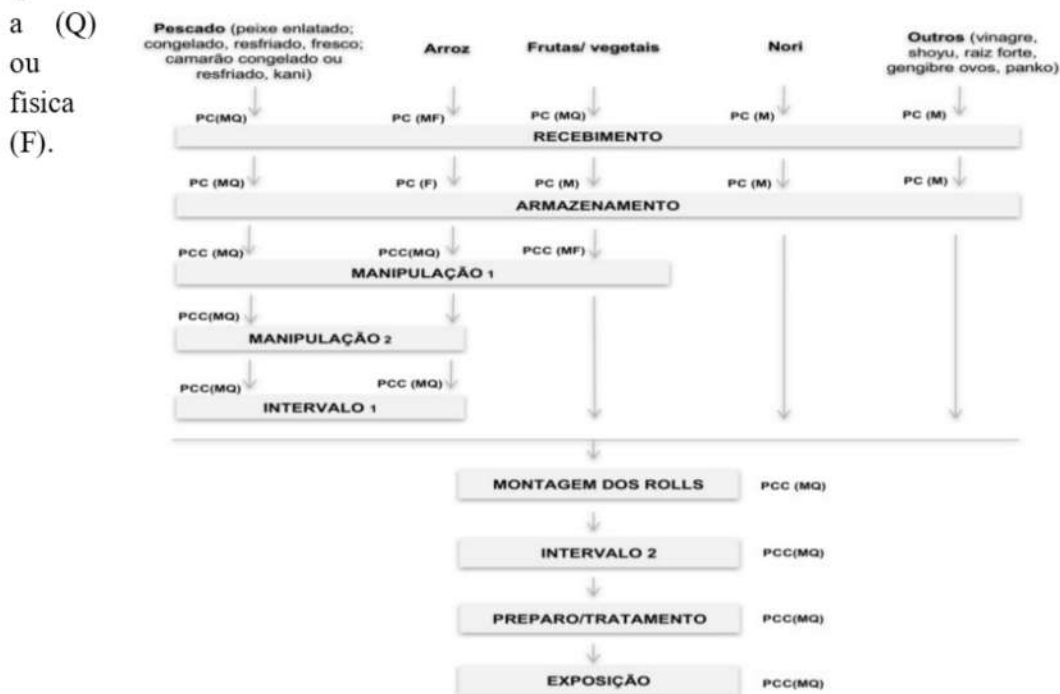 a (Q)
ou
fisica
(F).
Pescado (peixe enlatado;
congelado, resfriado, fresco;
camarão congelado ou
resfriado, kani)
Arroz
Frutas/ vegetais
Nori
Outros (vinagre,
shoyu, raiz forte,
gengibre ovos, panko)
PC(MQ) PC (MF) PC (MQ) PC (M) PC (M)
RECEBIMENTO
PC (MQ) PC (F) PC (M) PC (M) PC (M)
ARMAZENAMENTO
PCC (MQ) PCC(MQ) PCC (MF)
MANIPULAÇÃO 1
PCC(MQ)
MANIPULAÇÃO 2
PCC(MQ) PCC (MQ)
INTERVALO 1
MONTAGEM DOS ROLLS PCC (MQ)
INTERVALO 2 PCC(MQ)
PREPARO/TRATAMENTO PCC(MQ)
EXPOSIÇÃO PCC(MQ)